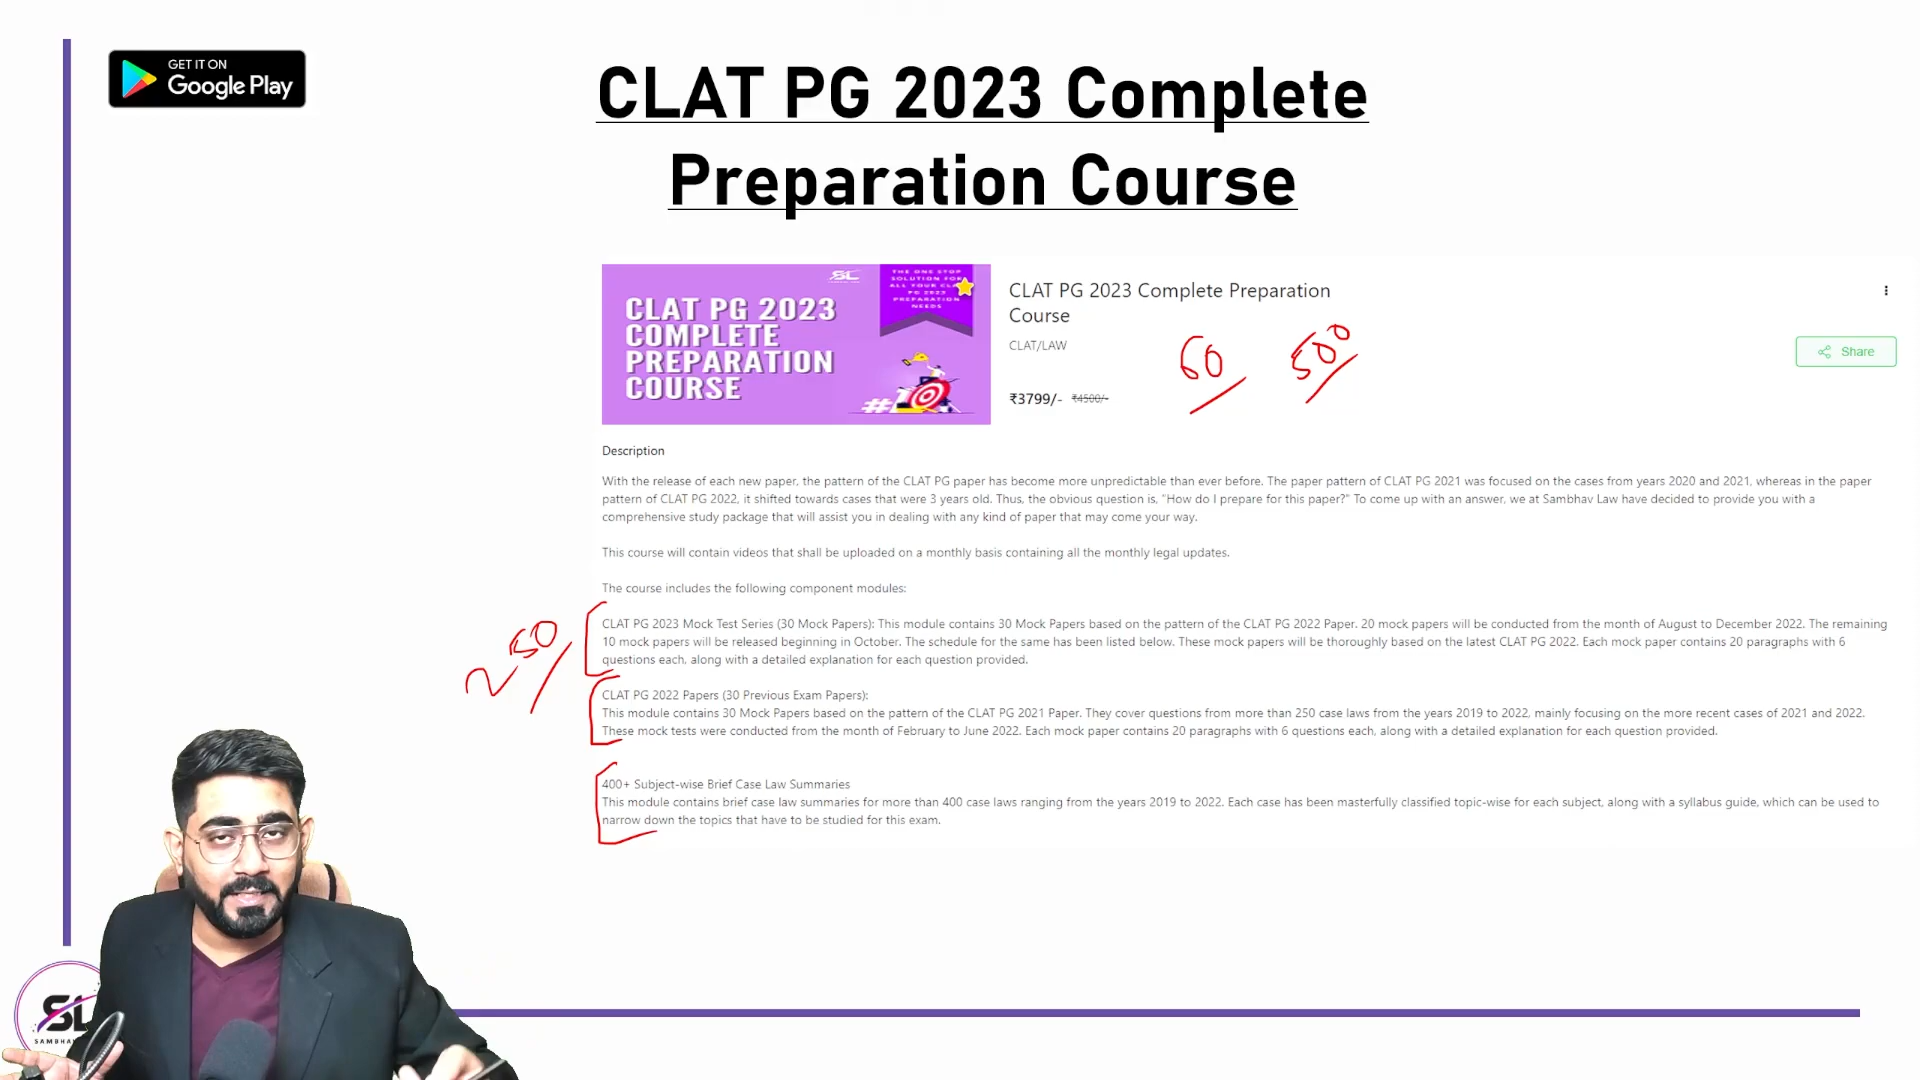 GET IT ON
Google Play
CLAT PG 2023 Complete
Preparation Course
SL
THE ONE STOP
SOLUTION FOR
ALL YOUR CLAT
PG 2023
PREPARATION
NEEDS
CLAT PG 2023
COMPLETE
PREPARATION
COURSE
#1
CLAT PG 2023 Complete Preparation
Course
CLAT/LAW
₹3799/- ₹4500/-
60
500
Share
Description
With the release of each new paper, the pattern of the CLAT PG paper has become more unpredictable than ever before. The paper pattern of CLAT PG 2021 was focused on the cases from years 2020 and 2021, whereas in the paper
pattern of CLAT PG 2022, it shifted towards cases that were 3 years old. Thus, the obvious question is, "How do I prepare for this paper?" To come up with an answer, we at Sambhav Law have decided to provide you with a
comprehensive study package that will assist you in dealing with any kind of paper that may come your way.
This course will contain videos that shall be uploaded on a monthly basis containing all the monthly legal updates.
The course includes the following component modules:
250
CLAT PG 2023 Mock Test Series (30 Mock Papers): This module contains 30 Mock Papers based on the pattern of the CLAT PG 2022 Paper. 20 mock papers will be conducted from the month of August to December 2022. The remaining
10 mock papers will be released beginning in October. The schedule for the same has been listed below. These mock papers will be thoroughly based on the latest CLAT PG 2022. Each mock paper contains 20 paragraphs with 6
questions each, along with a detailed explanation for each question provided.
CLAT PG 2022 Papers (30 Previous Exam Papers):
This module contains 30 Mock Papers based on the pattern of the CLAT PG 2021 Paper. They cover questions from more than 250 case laws from the years 2019 to 2022, mainly focusing on the more recent cases of 2021 and 2022.
These mock tests were conducted from the month of February to June 2022. Each mock paper contains 20 paragraphs with 6 questions each, along with a detailed explanation for each question provided.
400+ Subject-wise Brief Case Law Summaries
This module contains brief case law summaries for more than 400 case laws ranging from the years 2019 to 2022. Each case has been masterfully classified topic-wise for each subject, along with a syllabus guide, which can be used to
narrow down the topics that have to be studied for this exam.
SL